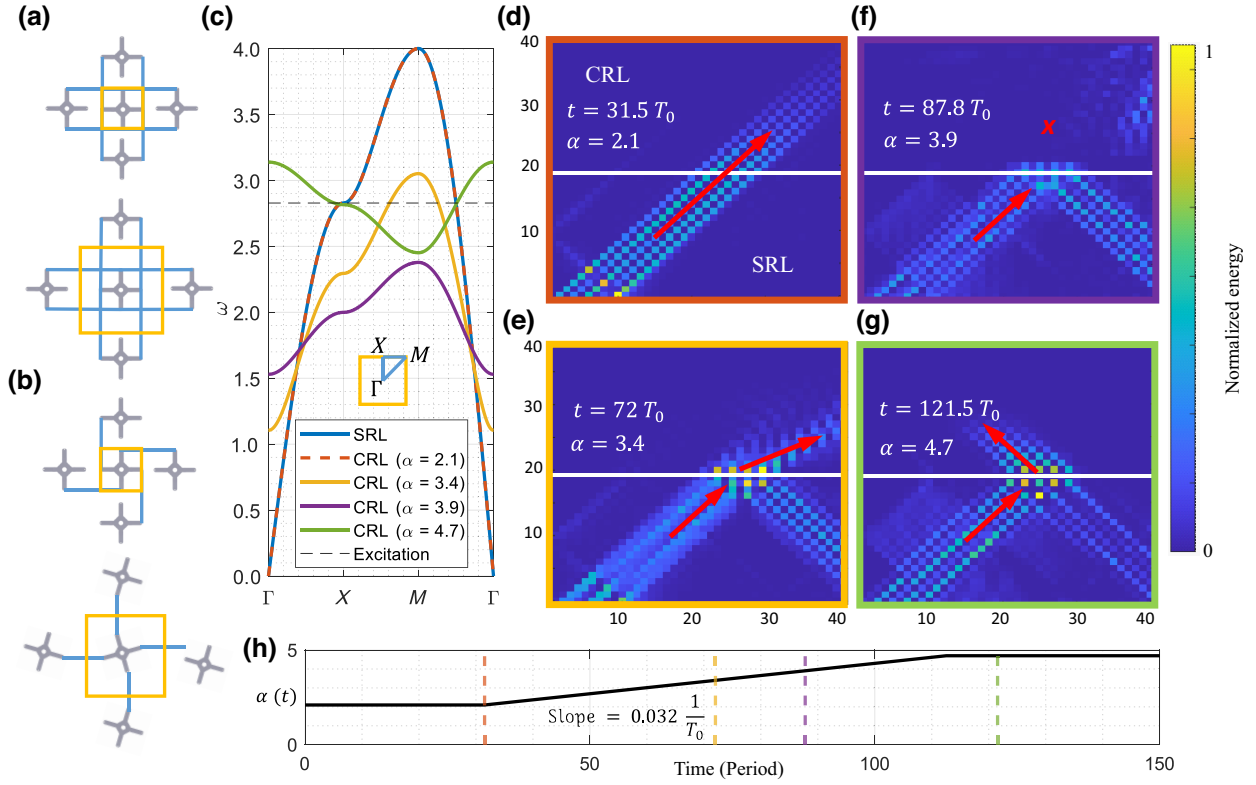 (a)
(b)
(c)
4.0
3.5
3.0
2.5
2.0
1.5
1.0
0.5
0.0
ω
Γ X M Γ
X
M
Γ
SRL
CRL (α = 2.1)
CRL (α = 3.4)
CRL (α = 3.9)
CRL (α = 4.7)
Excitation
(d)
40
30
20
10
CRL
t = 31.5 T₀
α = 2.1
SRL
(f)
t = 87.8 T₀
α = 3.9
x
(e)
40
30
20
10
t = 72 T₀
α = 3.4
10 20 30 40
(g)
t = 121.5 T₀
α = 4.7
10 20 30 40
1
Normalized energy
0
(h)
5
α (t)
0
Slope = 0.032 1/T₀
0 50 100 150
Time (Period)